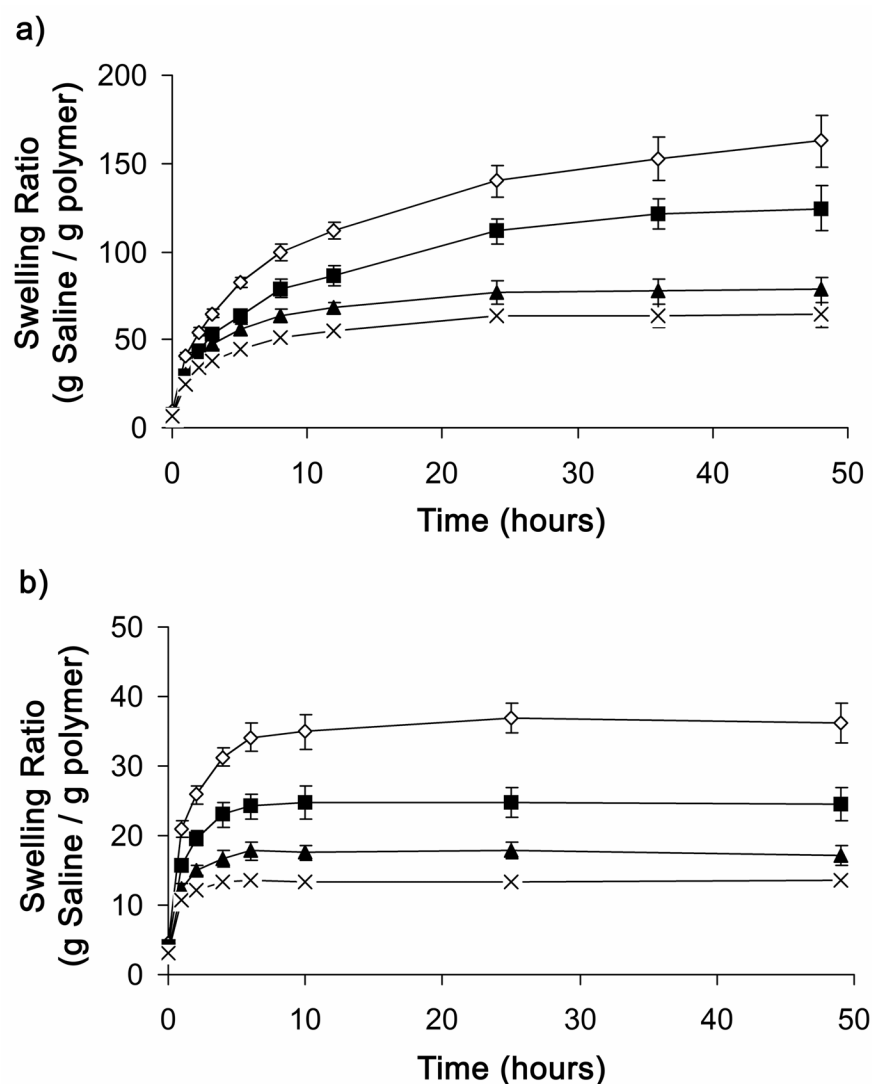 a)
200
150
100
50
0
Swelling Ratio
(g Saline / g polymer)
0 10 20 30 40 50
Time (hours)
b)
50
40
30
20
10
0
Swelling Ratio
(g Saline / g polymer)
0 10 20 30 40 50
Time (hours)